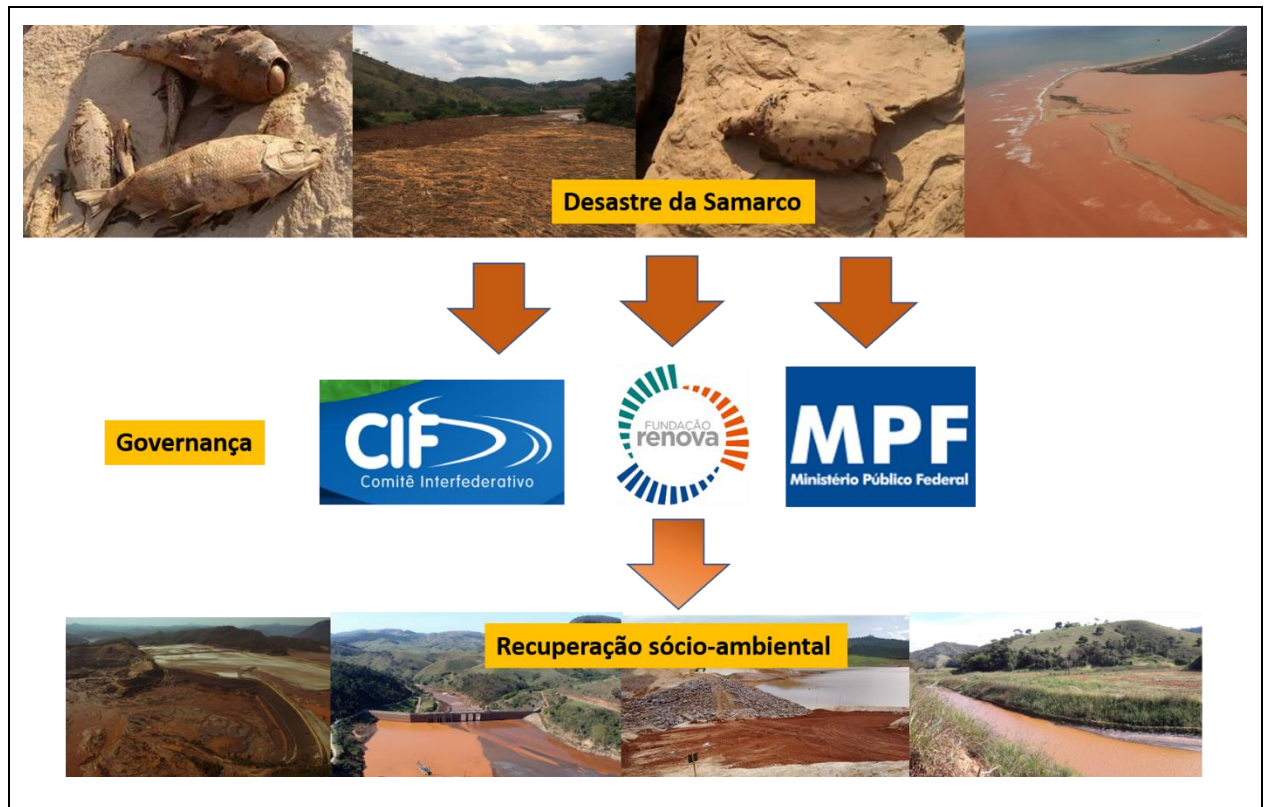 Desastre da Samarco
Governança
CIF
Comitê Interfederativo
FUNDAÇÃO
renova
MPF
Ministério Público Federal
Recuperação sócio-ambiental